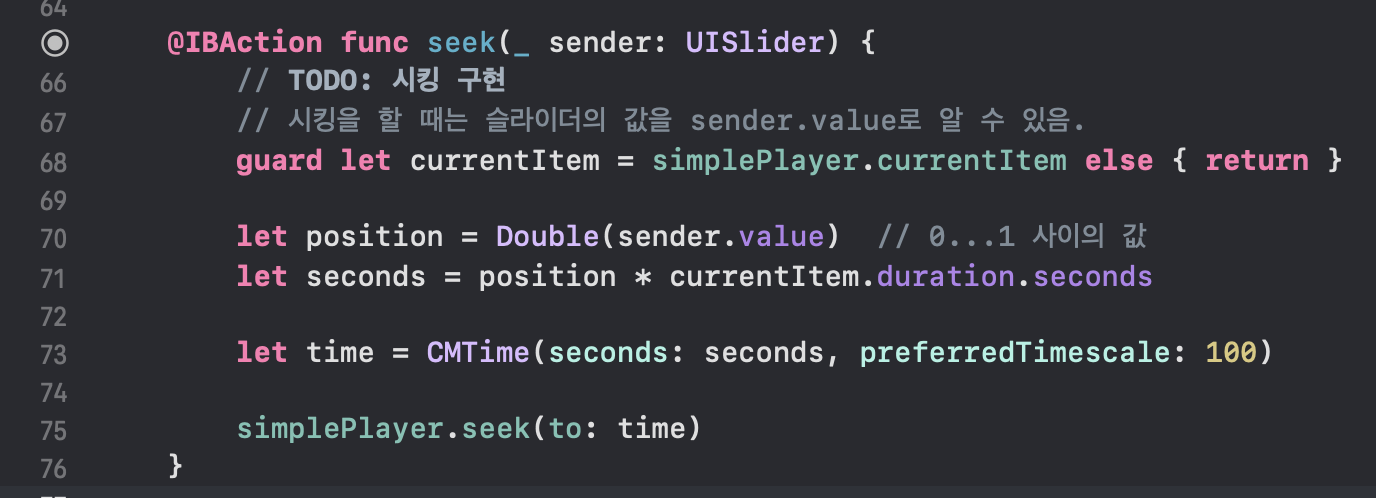 64
@IBAction func seek(_ sender: UISlider) {
66 // TODO: 시킹 구현
67 // 시킹을 할 때는 슬라이더의 값을 sender.value로 알 수 있음.
68 guard let currentItem = simplePlayer.currentItem else { return }
69
70 let position = Double(sender.value)  // 0...1 사이의 값
71 let seconds = position * currentItem.duration.seconds
72
73 let time = CMTime(seconds: seconds, preferredTimescale: 100)
74
75 simplePlayer.seek(to: time)
76 }